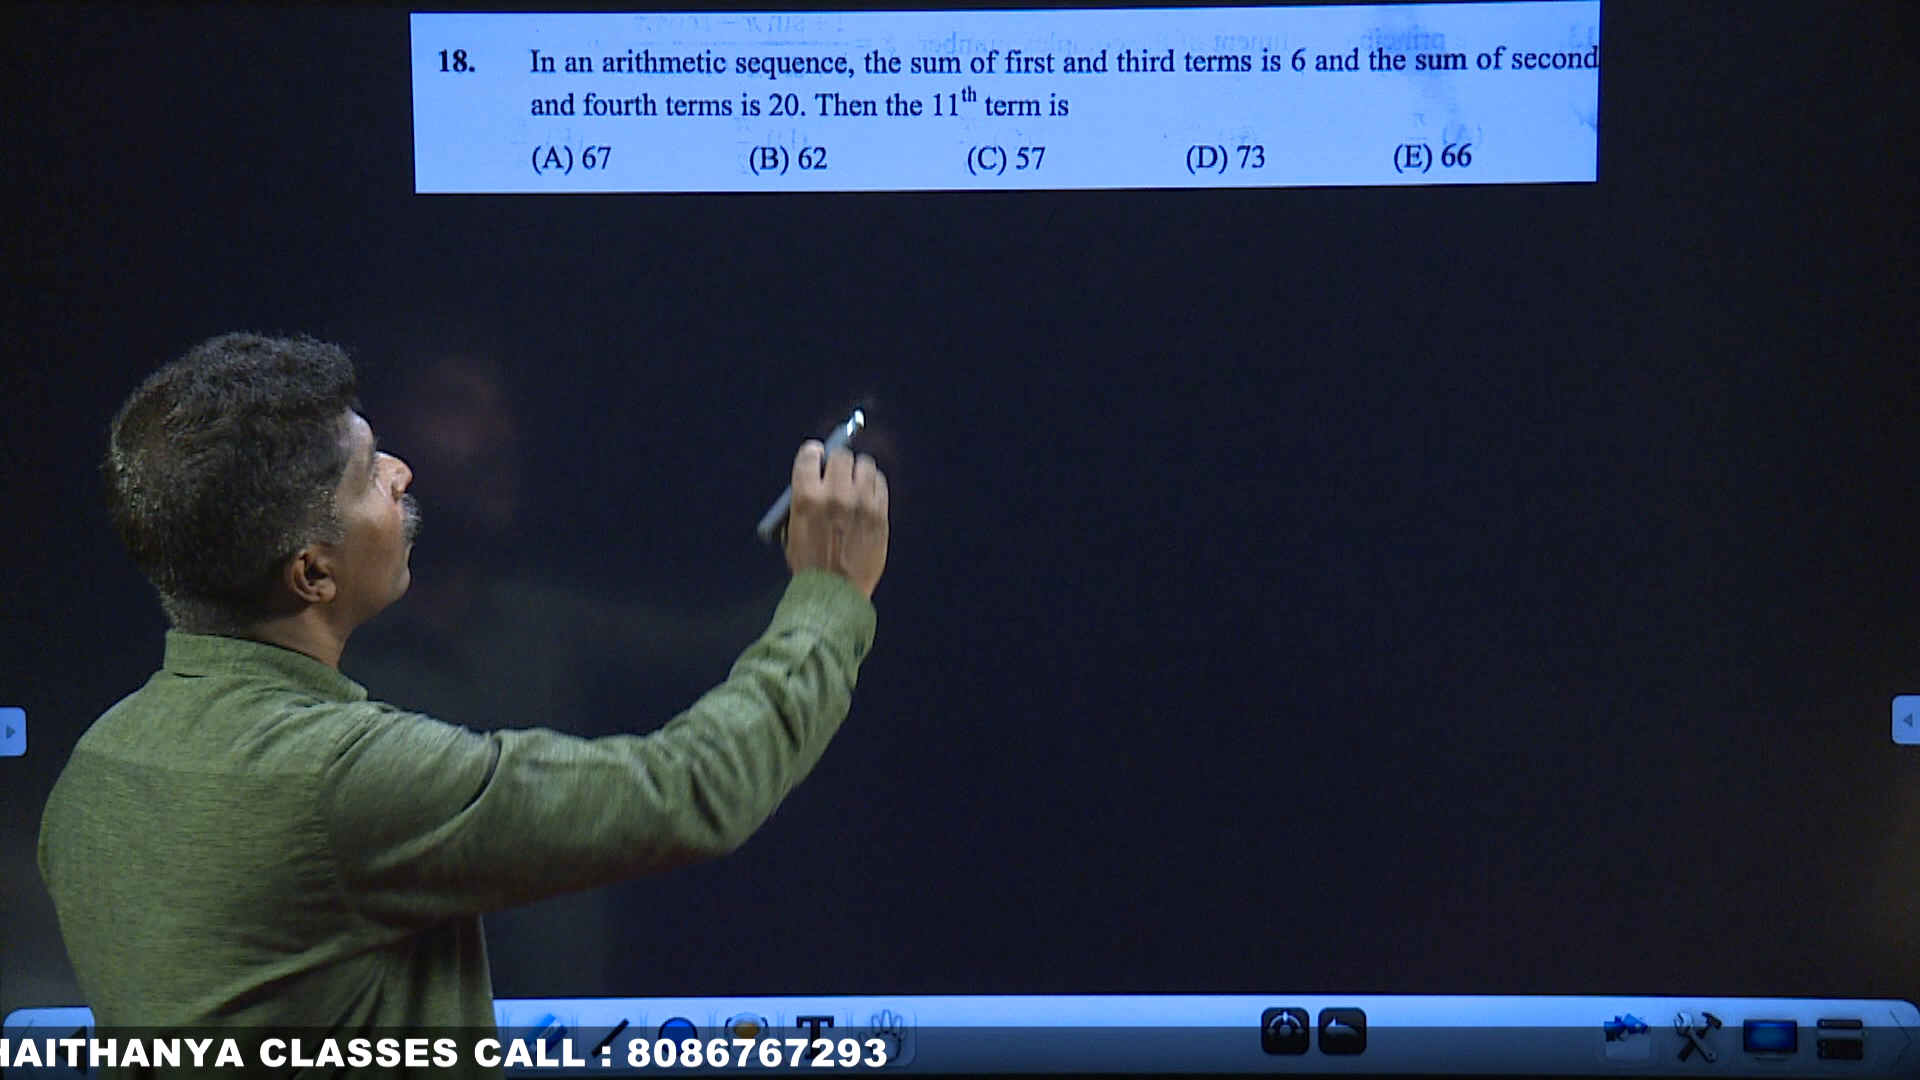 18. In an arithmetic sequence, the sum of first and third terms is 6 and the sum of second
and fourth terms is 20. Then the 11th term is
(A) 67 (B) 62 (C) 57 (D) 73 (E) 66
T
HAITHANYA CLASSES CALL : 8086767293